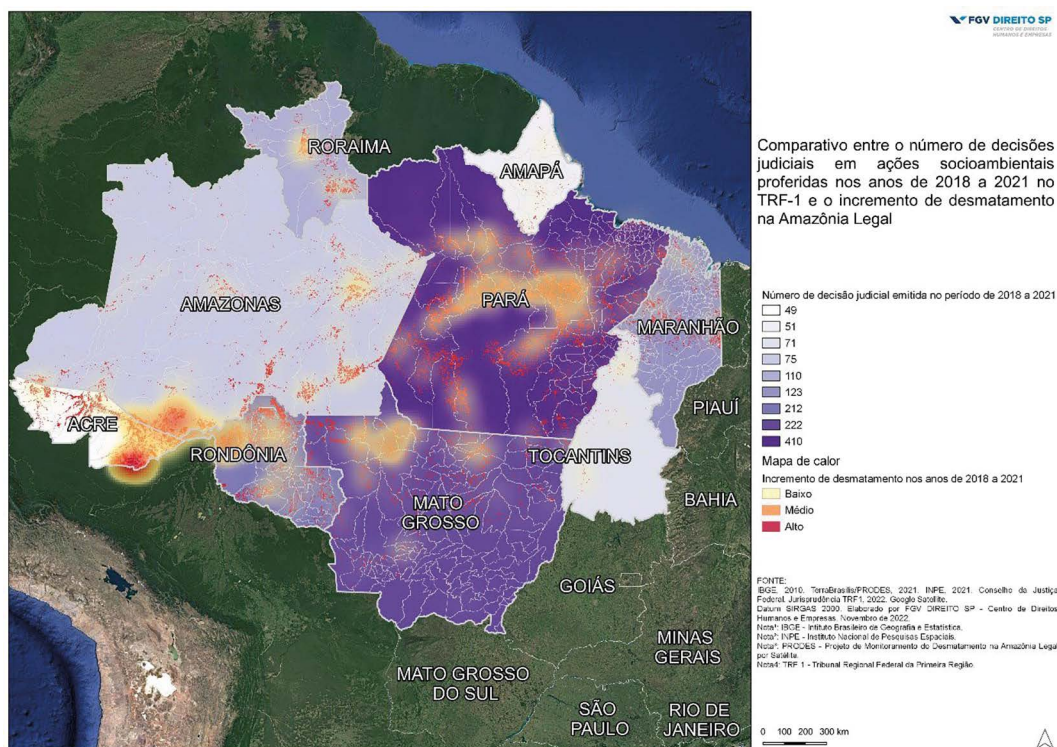 FGV DIREITO SP
CENTRO DE DIREITOS
HUMANOS E EMPRESAS
Comparativo entre o número de decisões
judiciais em ações socioambientais
proferidas nos anos de 2018 a 2021 no
TRF-1 e o incremento de desmatamento
na Amazônia Legal
RORAIMA
AMAPÁ
AMAZONAS
PARÁ
MARANHÃO
ACRE
RONDÔNIA
TOCANTINS
PIAUÍ
MATO
GROSSO
BAHIA
GOIÁS
MINAS
GERAIS
MATO GROSSO
DO SUL
SÃO
PAULO
RIO DE
JANEIRO
Número de decisão judicial emitida no período de 2018 a 2021
49
51
71
75
110
123
212
222
410
Mapa de calor
Incremento de desmatamento nos anos de 2018 a 2021
Baixo
Médio
Alto
FONTE:
IBGE, 2010. TerraBrasilis/PRODES, 2021. INPE, 2021. Conselho da Justiça
Federal. Jurisprudência TRF1, 2022. Google Satélite.
Datum SIRGAS 2000. Elaborado por FGV DIREITO SP - Centro de Direitos
Humanos e Empresas. Novembro de 2022.
Nota¹: IBGE - Intituto Brasileiro de Geografia e Estatística.
Nota²: INPE - Instituto Nacional de Pesquisas Espaciais.
Nota³: PRODES - Projeto de Monitoramento do Desmatamento na Amazônia Legal
por Satélite.
Nota4: TRF 1 - Tribunal Regional Federal da Primeira Região.
0 100 200 300 km